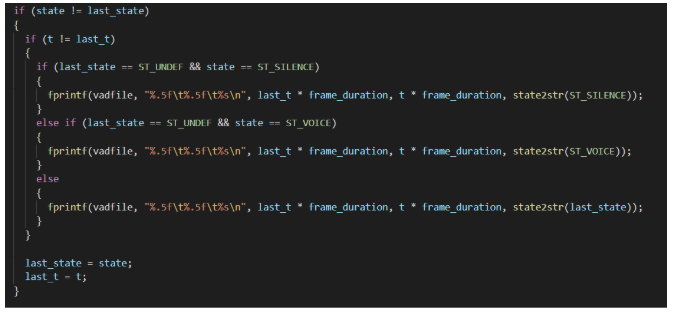 if (state != last_state)
{
if (t != last_t)
{
if (last_state == ST_UNDEF && state == ST_SILENCE)
{
fprintf(vadfile, "%.5f\t%.5f\t%s\n", last_t * frame_duration, t * frame_duration, state2str(ST_SILENCE));
}
else if (last_state == ST_UNDEF && state == ST_VOICE)
{
fprintf(vadfile, "%.5f\t%.5f\t%s\n", last_t * frame_duration, t * frame_duration, state2str(ST_VOICE));
}
else
{
fprintf(vadfile, "%.5f\t%.5f\t%s\n", last_t * frame_duration, t * frame_duration, state2str(last_state));
}
}
last_state = state;
last_t = t;
}